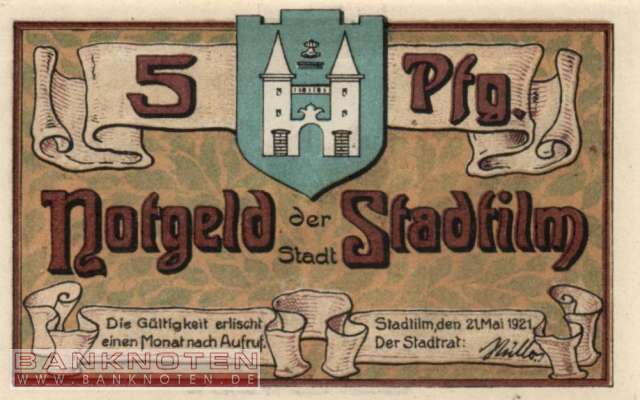 5 Pfg.
Notgeld der Stadt Stadtilm
Die Gültigkeit erlischt
einen Monat nach Aufruf.
Stadtilm, den 21. Mai 1921.
Der Stadtrat:
BANKNOTEN
WWW.BANKNOTEN.DE